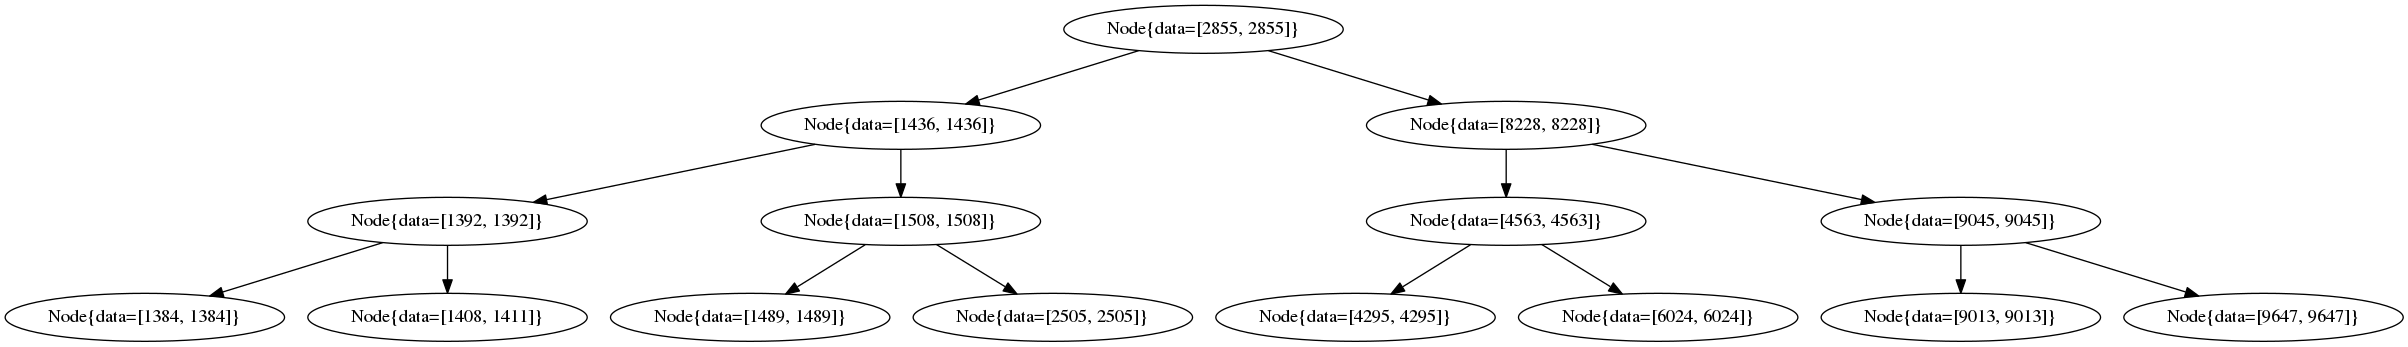 Node{data=[2855, 2855]}
Node{data=[1436, 1436]}
Node{data=[8228, 8228]}
Node{data=[1392, 1392]}
Node{data=[1508, 1508]}
Node{data=[4563, 4563]}
Node{data=[9045, 9045]}
Node{data=[1384, 1384]}
Node{data=[1408, 1411]}
Node{data=[1489, 1489]}
Node{data=[2505, 2505]}
Node{data=[4295, 4295]}
Node{data=[6024, 6024]}
Node{data=[9013, 9013]}
Node{data=[9647, 9647]}